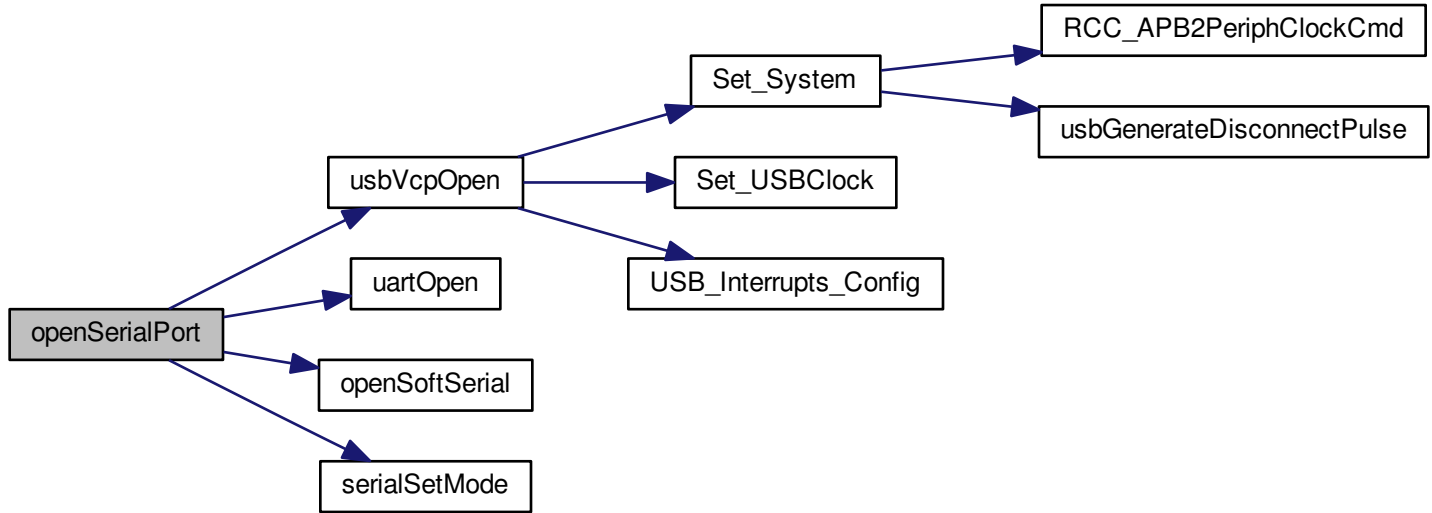 RCC_APB2PeriphClockCmd
Set_System
usbGenerateDisconnectPulse
usbVcpOpen
Set_USBClock
uartOpen
USB_Interrupts_Config
openSerialPort
openSoftSerial
serialSetMode